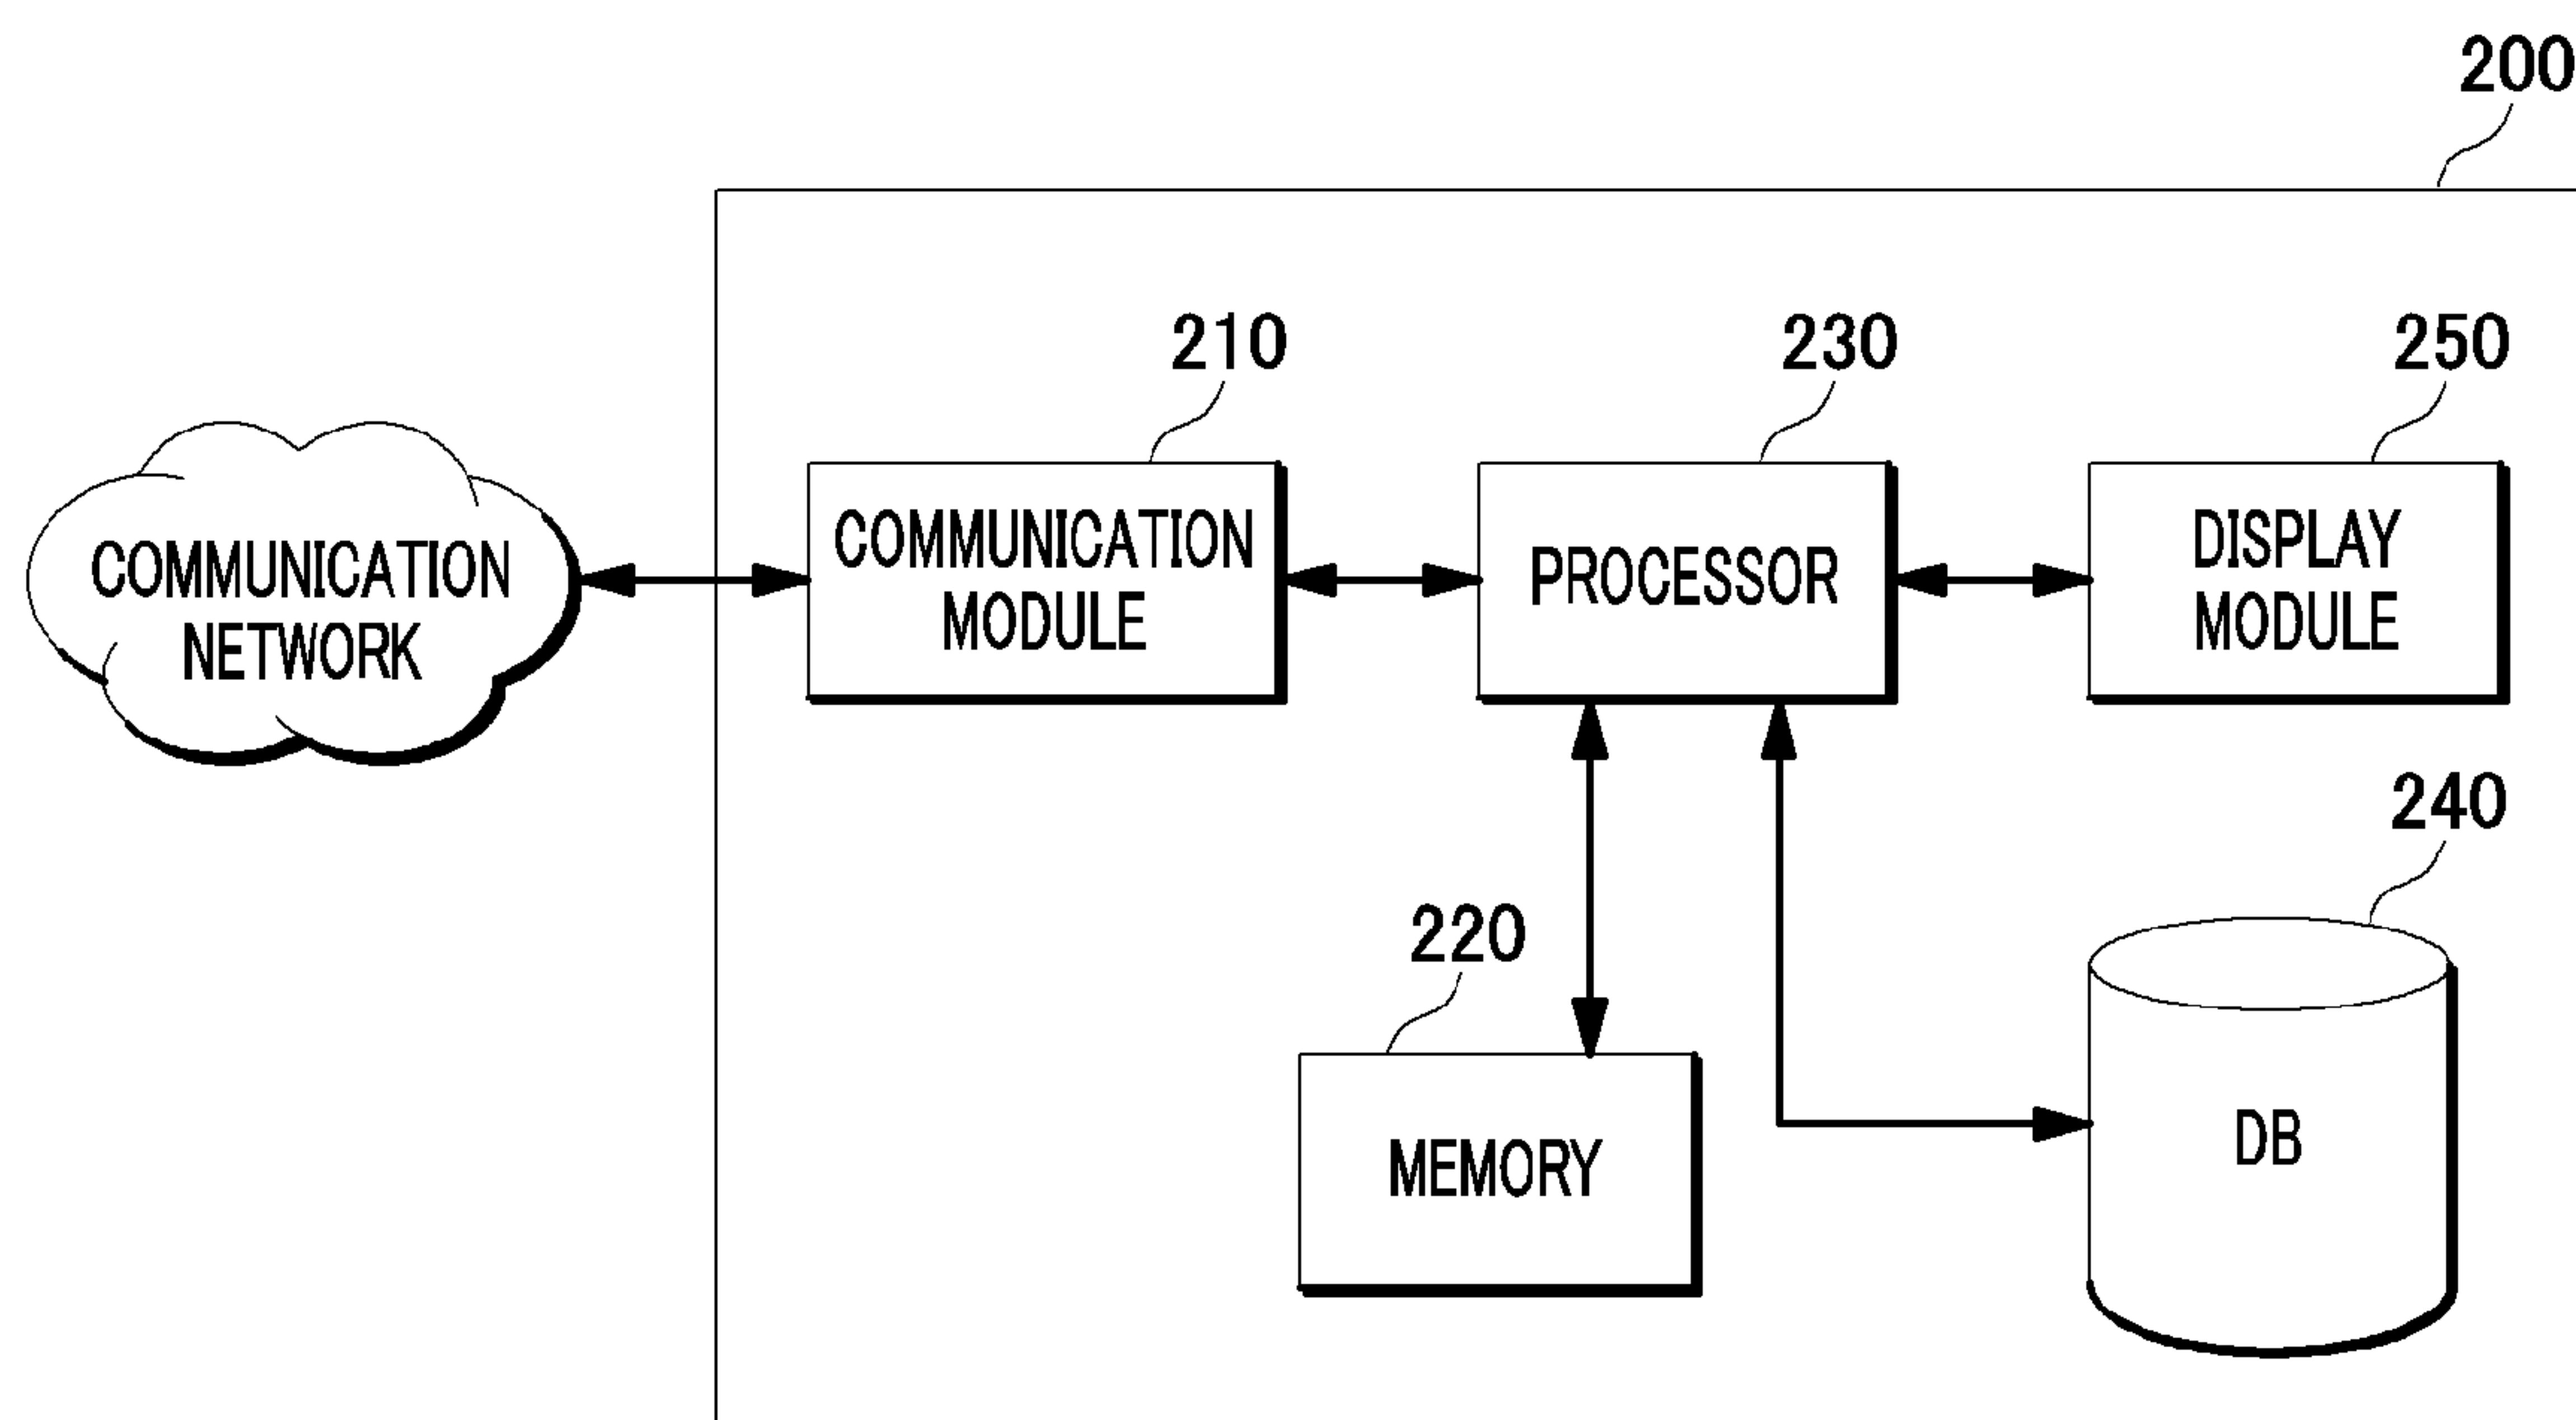 200
210
230
250
COMMUNICATION
NETWORK
COMMUNICATION
MODULE
PROCESSOR
DISPLAY
MODULE
240
220
MEMORY
DB